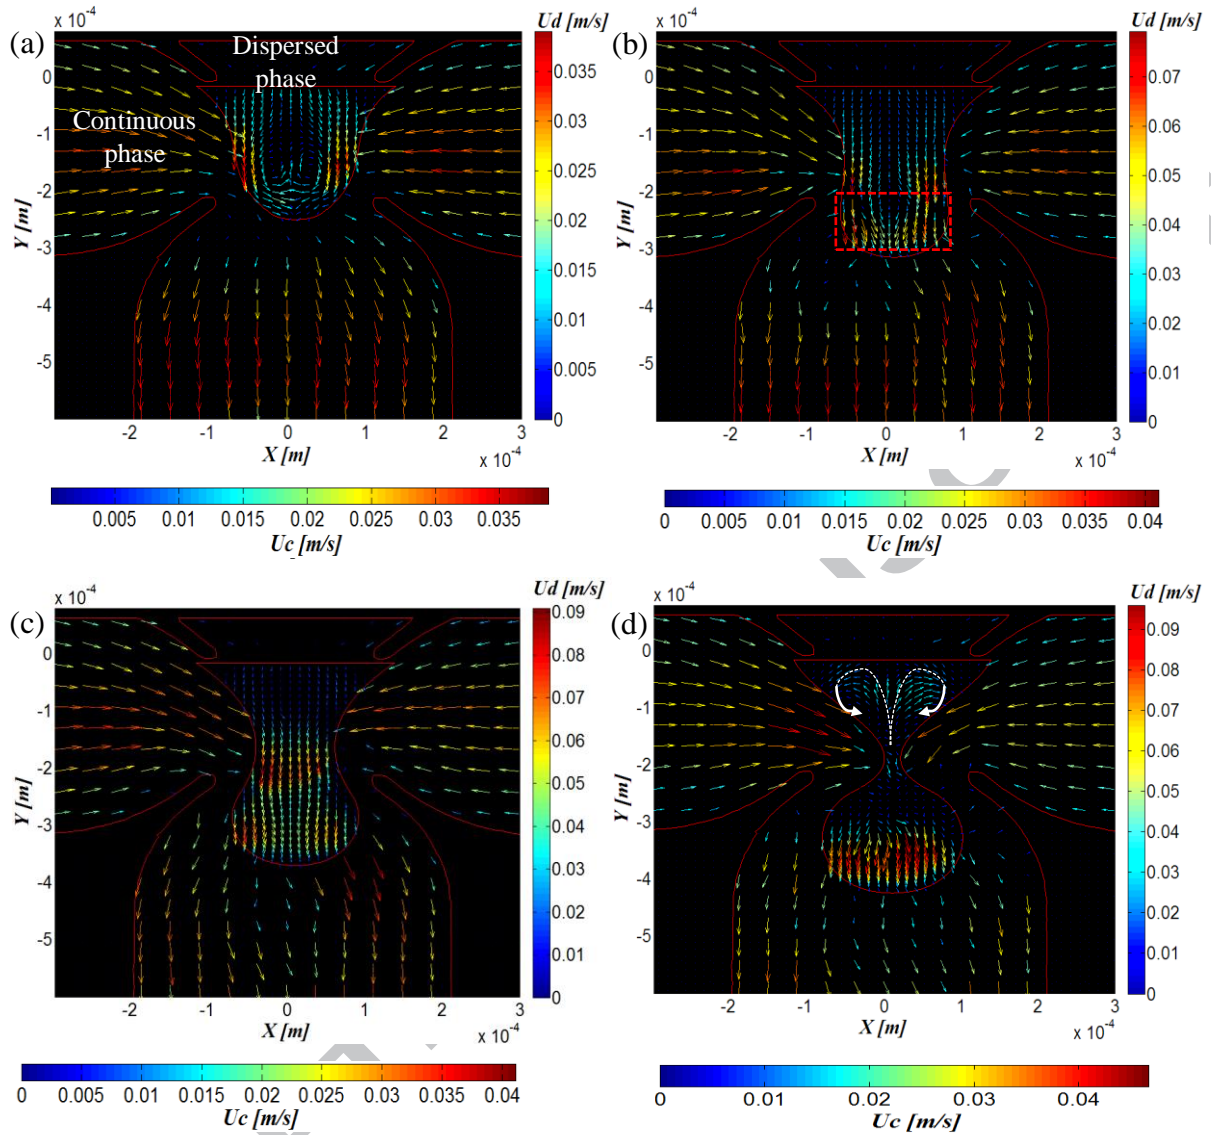 x 10⁻⁴
Ud [m/s]
(a)
Dispersed
phase
Continuous
phase
0
-1
-2
-3
-4
-5
Y [m]
-2 -1 0 1 2 3
X [m]
x 10⁻⁴
0.035
0.03
0.025
0.02
0.015
0.01
0.005
0
0.005 0.01 0.015 0.02 0.025 0.03 0.035
Uc [m/s]
x 10⁻⁴
Ud [m/s]
(b)
0
-1
-2
-3
-4
-5
Y [m]
-2 -1 0 1 2 3
X [m]
x 10⁻⁴
0.07
0.06
0.05
0.04
0.03
0.02
0.01
0
0 0.005 0.01 0.015 0.02 0.025 0.03 0.035 0.04
Uc [m/s]
x 10⁻⁴
Ud [m/s]
(c)
0
-1
-2
-3
-4
-5
Y [m]
-2 -1 0 1 2 3
X [m]
x 10⁻⁴
0.09
0.08
0.07
0.06
0.05
0.04
0.03
0.02
0.01
0
0 0.005 0.01 0.015 0.02 0.025 0.03 0.035 0.04
Uc [m/s]
x 10⁻⁴
Ud [m/s]
(d)
0
-1
-2
-3
-4
-5
Y [m]
-2 -1 0 1 2 3
X [m]
x 10⁻⁴
0.09
0.08
0.07
0.06
0.05
0.04
0.03
0.02
0.01
0
0 0.01 0.02 0.03 0.04
Uc [m/s]